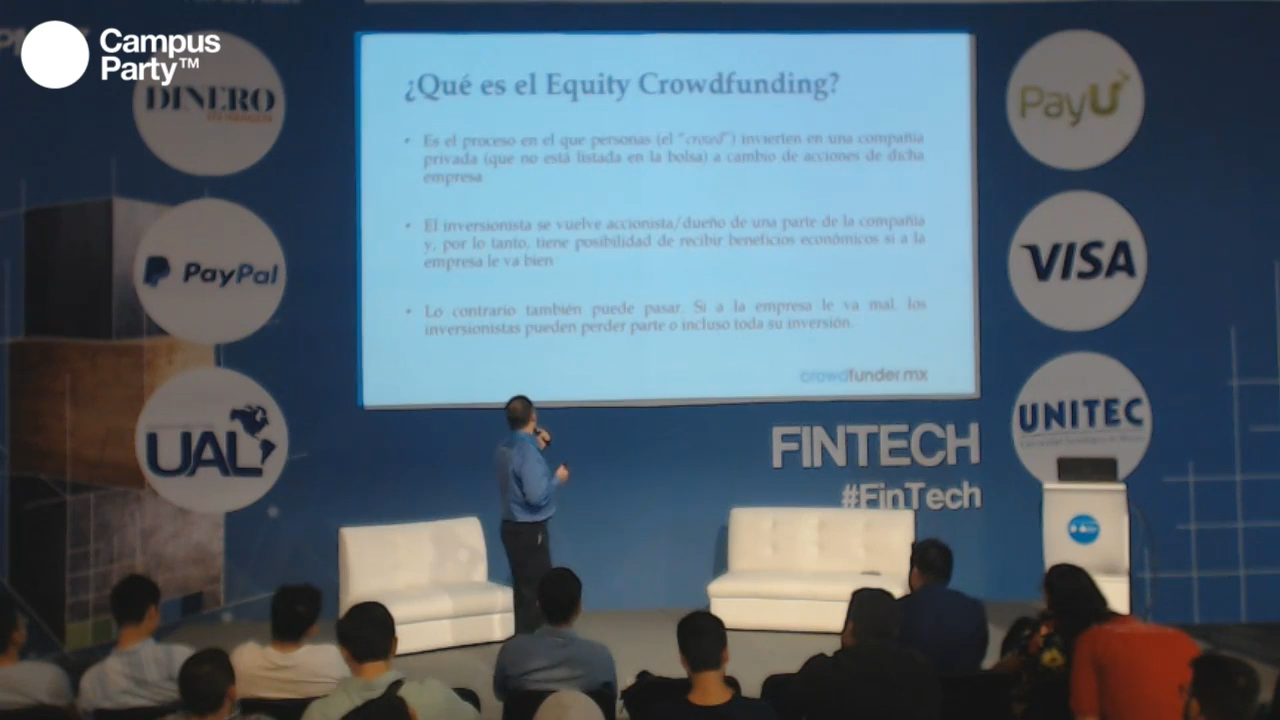 Campus
Party™
DINERO
EN IMAGEN
PayPal
UAL
¿Qué es el Equity Crowdfunding?
• Es el proceso en el que personas (el "crowd") invierten en una compañía
privada (que no está listada en la bolsa) a cambio de acciones de dicha
empresa
• El inversionista se vuelve accionista/dueño de una parte de la compañía
y, por lo tanto, tiene posibilidad de recibir beneficios económicos si a la
empresa le va bien
• Lo contrario también puede pasar. Si a la empresa le va mal, los
inversionistas pueden perder parte o incluso toda su inversión.
crowdfunder.mx
FINTECH
#FinTech
PayU
VISA
UNITEC